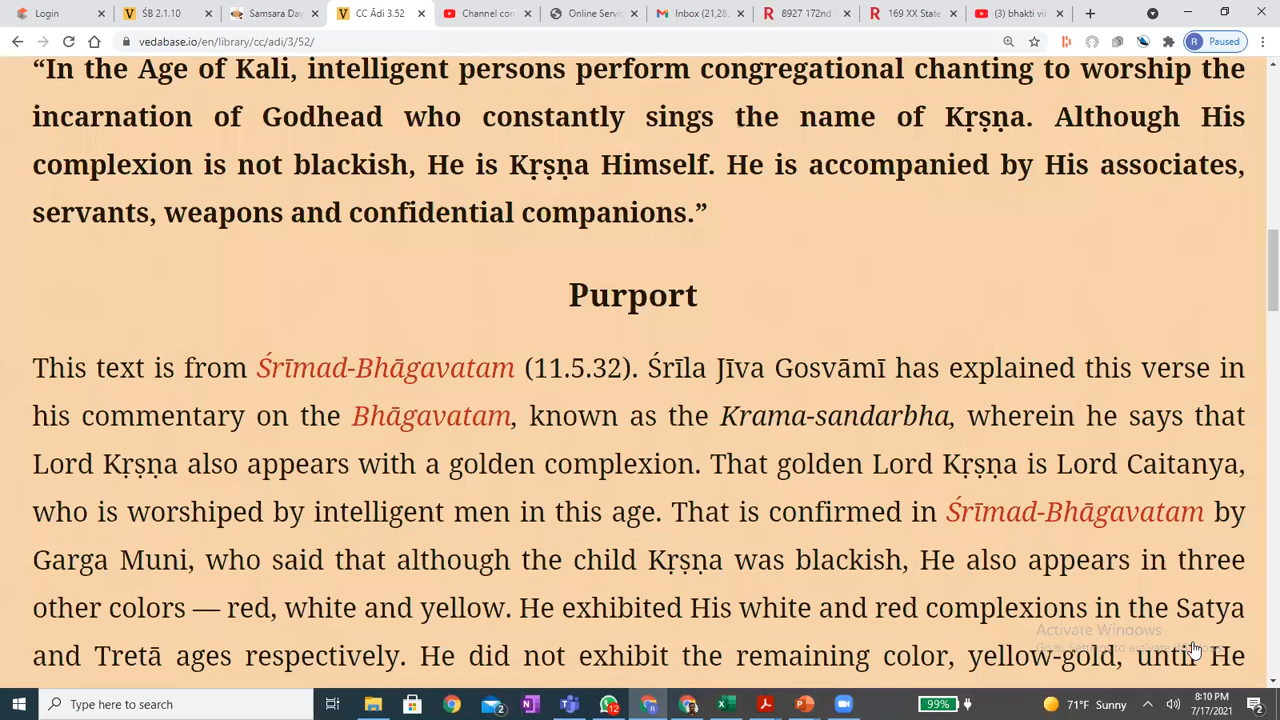 Login
ŚB 2.1.10
Samsara Da
CC Ādi 3.52
Channel con
Online Servic
Inbox (21,28
8927 172nd
169 XX State
(3) bhakti vi
vedabase.io/en/library/cc/adi/3/52/
R Paused
“In the Age of Kali, intelligent persons perform congregational chanting to worship the
incarnation of Godhead who constantly sings the name of Kṛṣṇa. Although His
complexion is not blackish, He is Kṛṣṇa Himself. He is accompanied by His associates,
servants, weapons and confidential companions.”
Purport
This text is from Śrīmad-Bhāgavatam (11.5.32). Śrīla Jīva Gosvāmī has explained this verse in
his commentary on the Bhāgavatam, known as the Krama-sandarbha, wherein he says that
Lord Kṛṣṇa also appears with a golden complexion. That golden Lord Kṛṣṇa is Lord Caitanya,
who is worshiped by intelligent men in this age. That is confirmed in Śrīmad-Bhāgavatam by
Garga Muni, who said that although the child Kṛṣṇa was blackish, He also appears in three
other colors — red, white and yellow. He exhibited His white and red complexions in the Satya
Activate Windows
Go to Settings to activate Windows.
and Tretā ages respectively. He did not exhibit the remaining color, yellow-gold, until He
Type here to search
99%
71°F Sunny
8:10 PM
7/17/2021